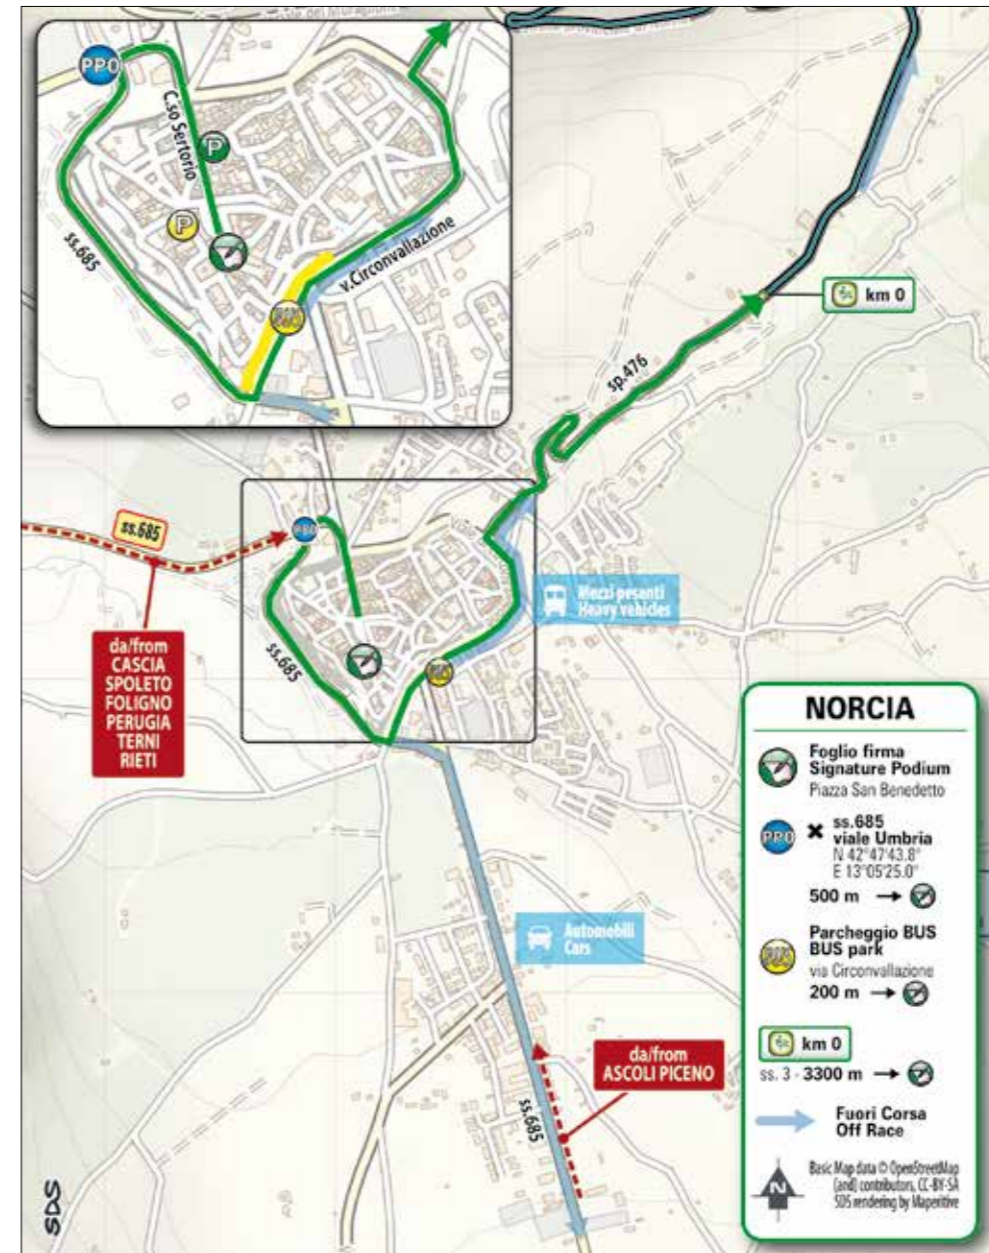 PPO
C.so Sertorio
P
P
ss.685
v.Circonvallazione
BUS
km 0
sp.476
ss.685
PPO
Mezzi pesanti
Heavy vehicles
da/from
CASCIA
SPOLETO
FOLIGNO
PERUGIA
TERNI
RIETI
ss.685
BUS
Automobili
Cars
da/from
ASCOLI PICENO
ss.685
SDS
NORCIA
Foglio firma
Signature Podium
Piazza San Benedetto
PPO
ss.685
viale Umbria
N 42°47'43.8"
E 13°05'25.0"
500 m
Parcheggio BUS
BUS park
BUS
via Circonvallazione
200 m
km 0
ss. 3 - 3300 m
Fuori Corsa
Off Race
N
Basic Map data © OpenStreetMap
(and) contributors, CC-BY-SA
SDS rendering by Maperitive